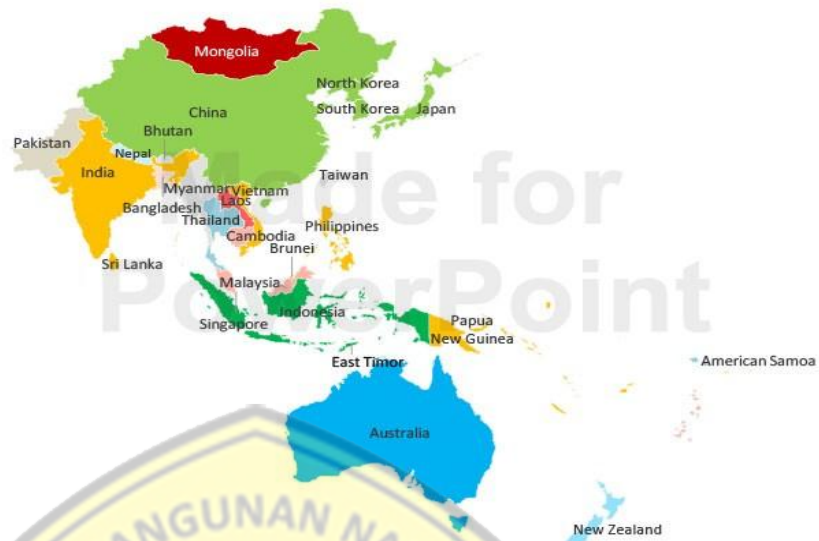 Mongolia
North Korea
China
South Korea
Japan
Bhutan
Pakistan
Nepal
India
Made for
Taiwan
Myanmar
Vietnam
Laos
Bangladesh
Thailand
Philippines
Cambodia
Brunei
Sri Lanka
Malaysia
PowerPoint
Indonesia
Singapore
Papua
New Guinea
East Timor
American Samoa
Australia
New Zealand